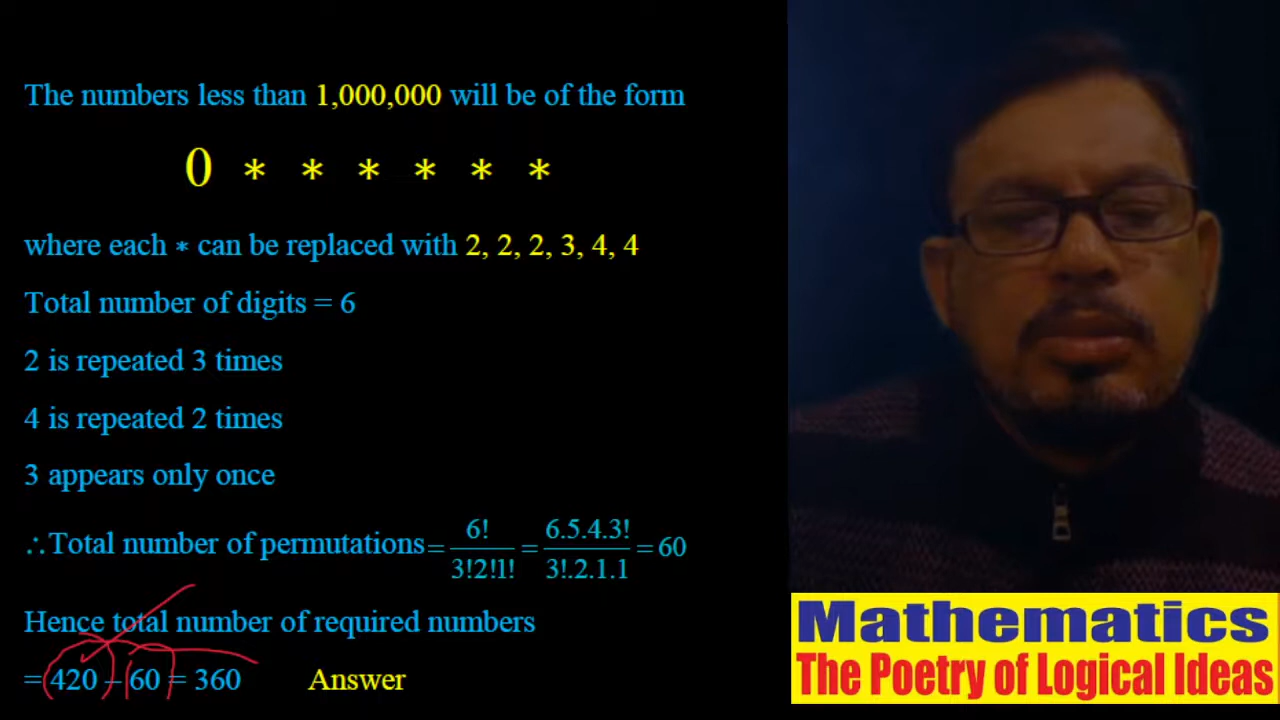 The numbers less than 1,000,000 will be of the form
0 * * * * * *
where each * can be replaced with 2, 2, 2, 3, 4, 4
Total number of digits = 6
2 is repeated 3 times
4 is repeated 2 times
3 appears only once
∴Total number of permutations = 6!/3!2!1! = 6.5.4.3!/3!.2.1.1 = 60
Hence total number of required numbers
= 420 – 60 = 360 Answer
Mathematics
The Poetry of Logical Ideas